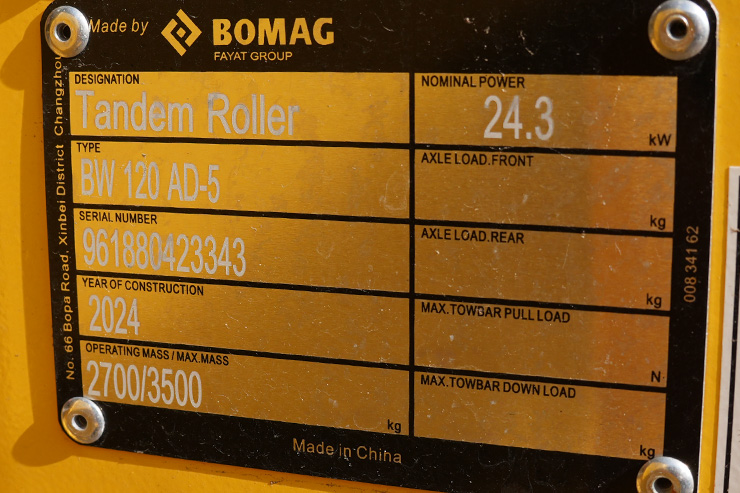 Made by BOMAG
FAYAT GROUP
DESIGNATION
Tandem Roller
TYPE
BW 120 AD-5
SERIAL NUMBER
961880423343
YEAR OF CONSTRUCTION
2024
OPERATING MASS / MAX.MASS
2700/3500
kg
NOMINAL POWER
24.3
kW
AXLE LOAD.FRONT
kg
AXLE LOAD.REAR
kg
MAX.TOWBAR PULL LOAD
N
MAX.TOWBAR DOWN LOAD
kg
Made in China
No. 66 Bopa Road, Xinbei District Changzhou
008 341 62